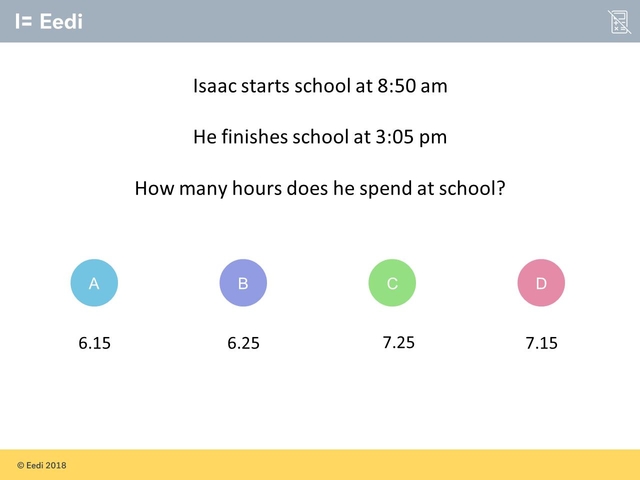 Eedi
Isaac starts school at 8:50 am
He finishes school at 3:05 pm
How many hours does he spend at school?
A B C D
6.15 6.25 7.25 7.15
© Eedi 2018